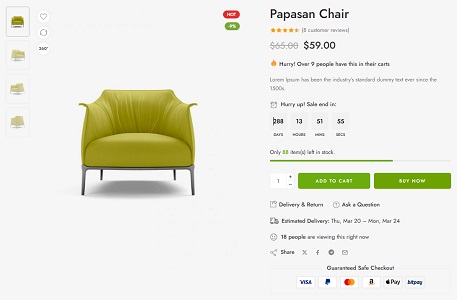 HOT
-9%
360°
Papasan Chair
(8 customer reviews)
$65.00 $59.00
Hurry! Over 9 people have this in their carts
Lorem Ipsum has been the industry's standard dummy text ever since the
1500s.
Hurry up! Sale end in:
288 13 51 55
DAYS HOURS MINS SECS
Only 88 item(s) left in stock.
1 + - ADD TO CART BUY NOW
Delivery & Return Ask a Question
Estimated Delivery: Thu, Mar 20 – Mon, Mar 24
18 people are viewing this right now
Share
Guaranteed Safe Checkout
VISA Pay bitpay